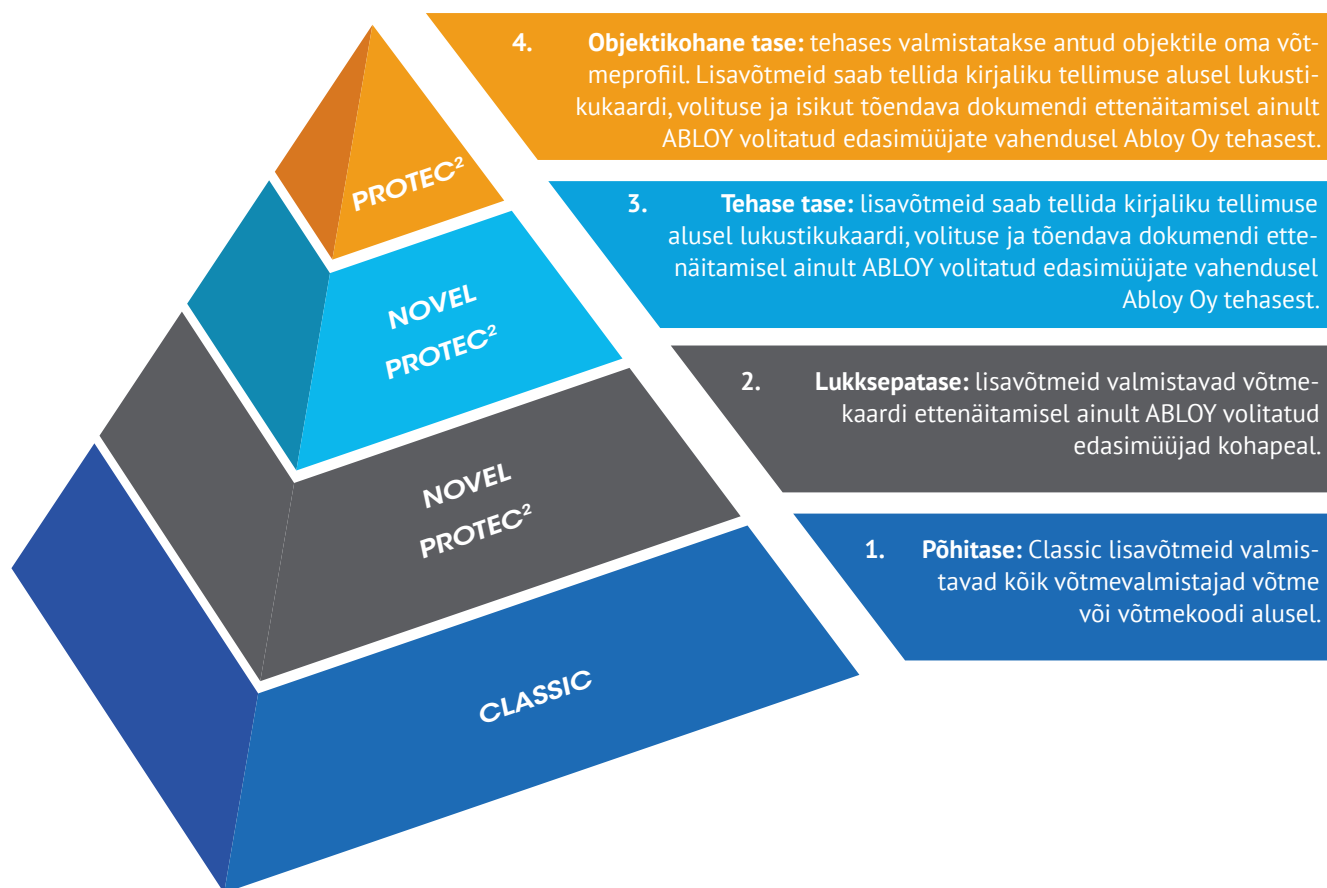 4. Objektikohane tase: tehases valmistatakse antud objektile oma võt-
meprofiil. Lisavõtmeid saab tellida kirjaliku tellimuse alusel lukusti-
kukaardi, volituse ja isikut tõendava dokumendi ettenäitamisel ainult
ABLOY volitatud edasimüüjate vahendusel Abloy Oy tehasest.
PROTEC²
3. Tehase tase: lisavõtmeid saab tellida kirjaliku tellimuse
alusel lukustikukaardi, volituse ja tõendava dokumendi ette-
näitamisel ainult ABLOY volitatud edasimüüjate vahendusel
Abloy Oy tehasest.
NOVEL
PROTEC²
2. Lukksepatase: lisavõtmeid valmistavad võtme-
kaardi ettenäitamisel ainult ABLOY volitatud
edasimüüjad kohapeal.
NOVEL
PROTEC²
1. Põhitase: Classic lisavõtmeid valmis-
tavad kõik võtmevalmistajad võtme
või võtmekoodi alusel.
CLASSIC